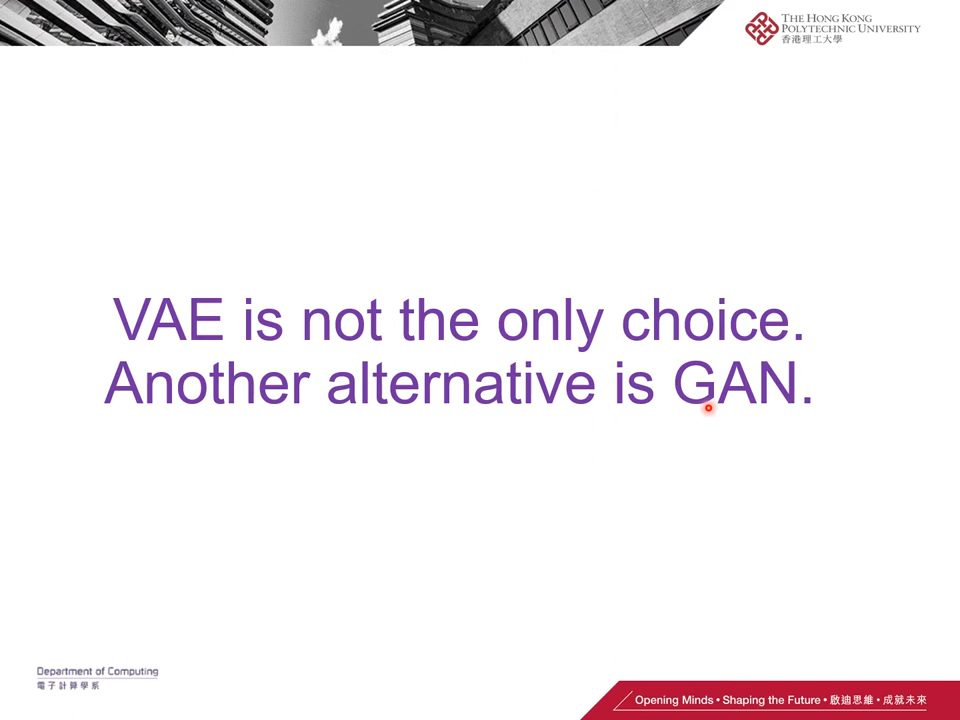 THE HONG KONG
POLYTECHNIC UNIVERSITY
香港理工大學
VAE is not the only choice.
Another alternative is GAN.
Department of Computing
電子計算學系
Opening Minds • Shaping the Future • 啟迪思維 • 成就未來